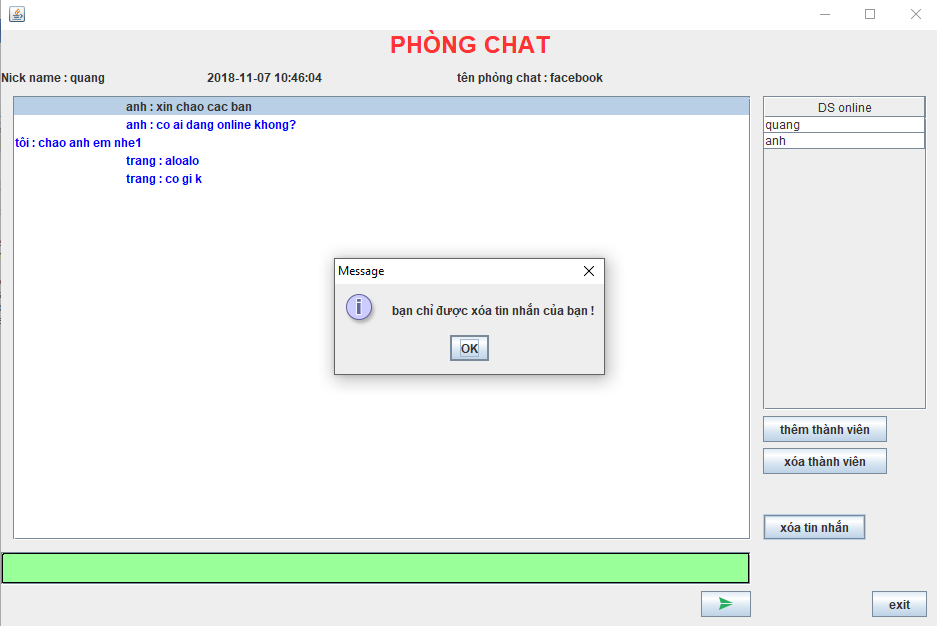 PHÒNG CHAT
Nick name : quang 2018-11-07 10:46:04 tên phòng chat : facebook
anh : xin chao cac ban
anh : co ai dang online khong?
tôi : chao anh em nhe1
trang : aloalo
trang : co gi k
DS online
quang
anh
Message
bạn chỉ được xóa tin nhắn của bạn !
OK
thêm thành viên
xóa thành viên
xóa tin nhắn
exit